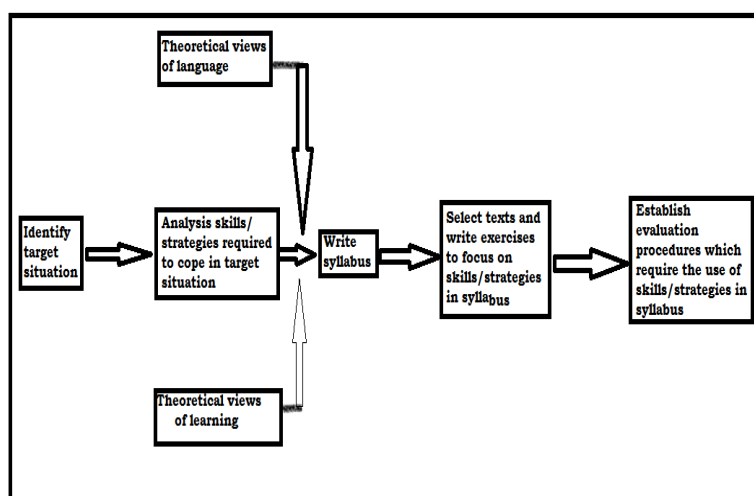 Theoretical views
of language
Identify
target
situation
Analysis skills/
strategies required
to cope in target
situation
Write
syllabus
Select texts and
write exercises
to focus on
skills/strategies
in syllabus
Establish
evaluation
procedures which
require the use of
skills/strategies in
syllabus
Theoretical views
of learning